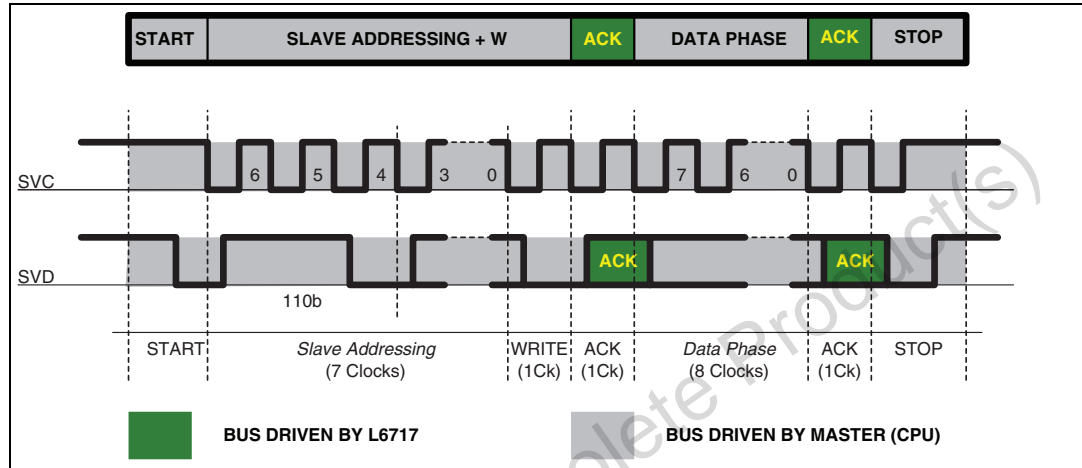 START SLAVE ADDRESSING + W ACK DATA PHASE ACK STOP
SVC 6 5 4 3 0 7 6 0
SVD ACK ACK
110b
START Slave Addressing WRITE ACK Data Phase ACK STOP
(7 Clocks) (1Ck) (1Ck) (8 Clocks) (1Ck)
BUS DRIVEN BY L6717 BUS DRIVEN BY MASTER (CPU)
plete Product(s)